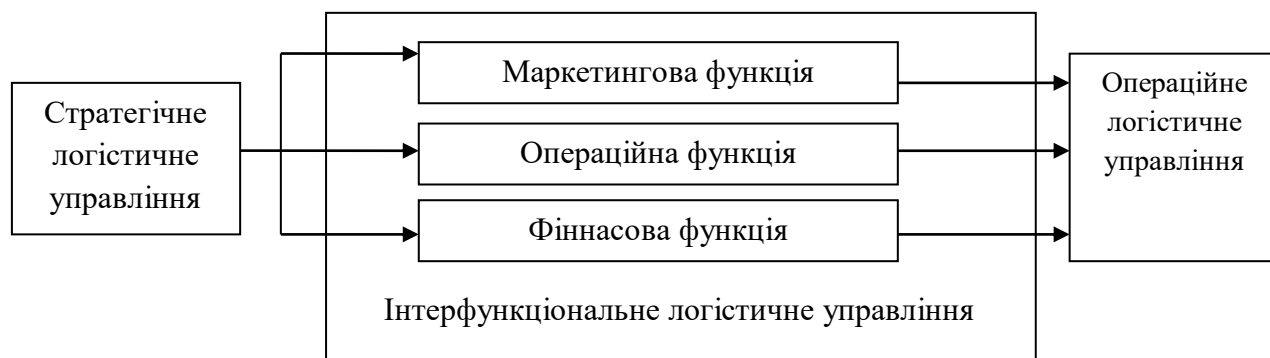 Стратегічне
логістичне
управління
Маркетингова функція
Операційна функція
Фіннасова функція
Інтерфункціональне логістичне управління
Операційне
логістичне
управління